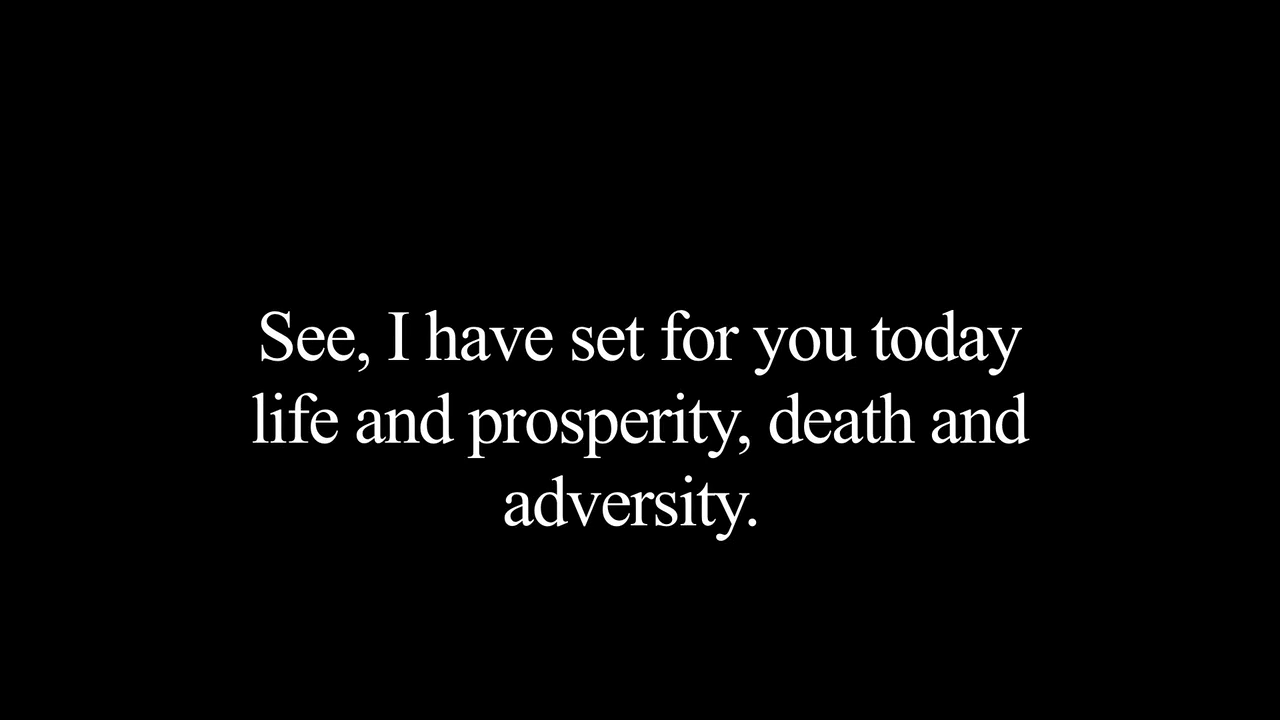 See, I have set for you today
life and prosperity, death and
adversity.